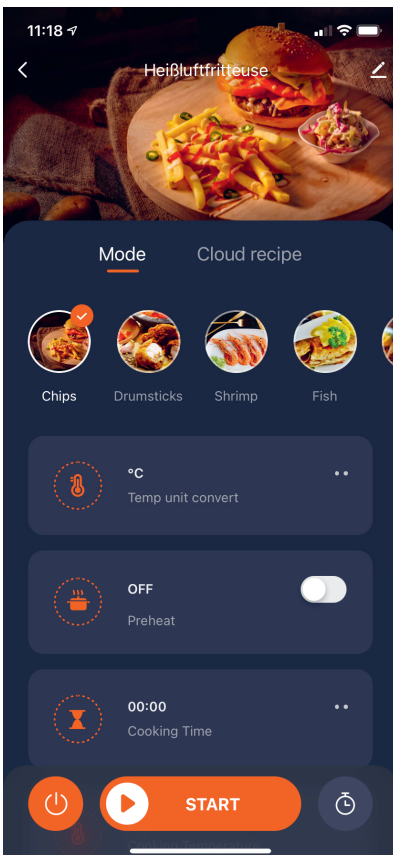 11:18
Heißluftfritteuse
Mode Cloud recipe
Chips Drumsticks Shrimp Fish
°C
Temp unit convert
OFF
Preheat
00:00
Cooking Time
START